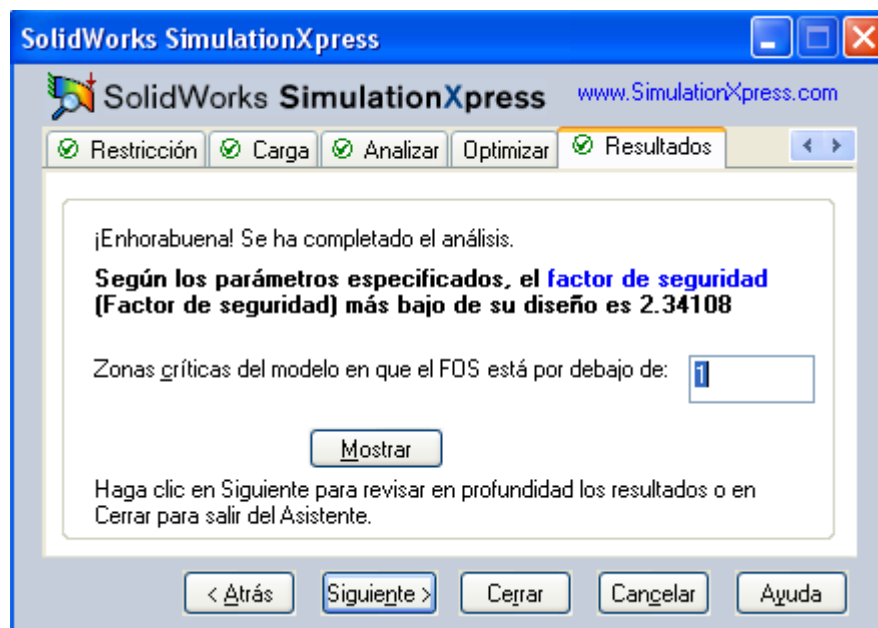 SolidWorks SimulationXpress
SolidWorks SimulationXpress www.SimulationXpress.com
Restricción Carga Analizar Optimizar Resultados
¡Enhorabuena! Se ha completado el análisis.
Según los parámetros especificados, el factor de seguridad
(Factor de seguridad) más bajo de su diseño es 2.34108
Zonas críticas del modelo en que el FOS está por debajo de: 1
Mostrar
Haga clic en Siguiente para revisar en profundidad los resultados o en
Cerrar para salir del Asistente.
< Atrás Siguiente > Cerrar Cancelar Ayuda